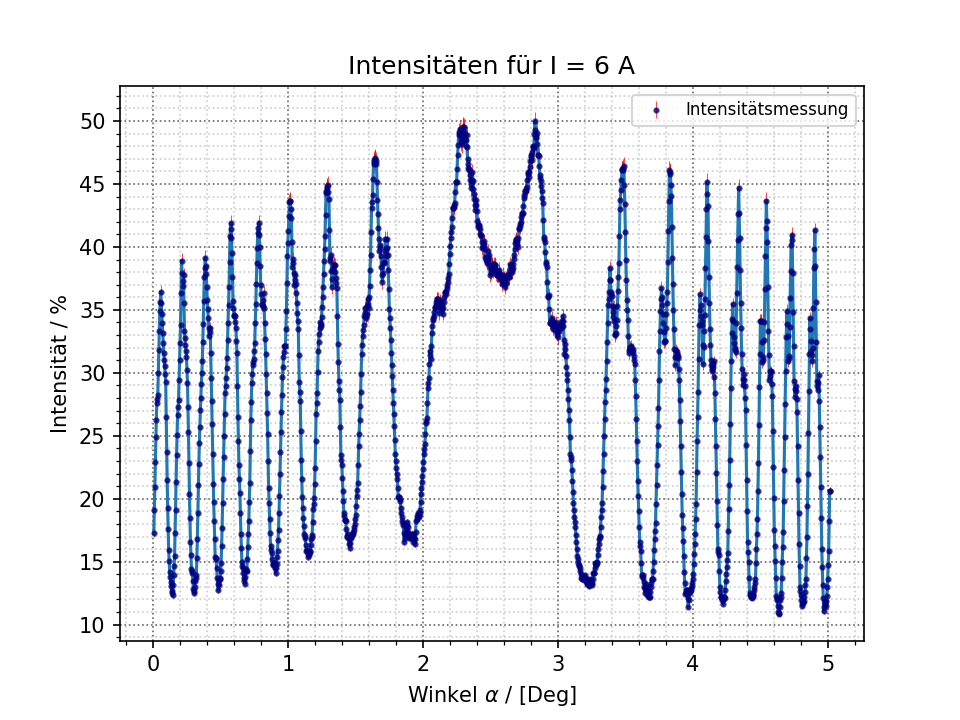 Intensitäten für I = 6 A
Intensitätsmessung
50
45
40
35
30
25
20
15
10
Intensität / %
0 1 2 3 4 5
Winkel α / [Deg]